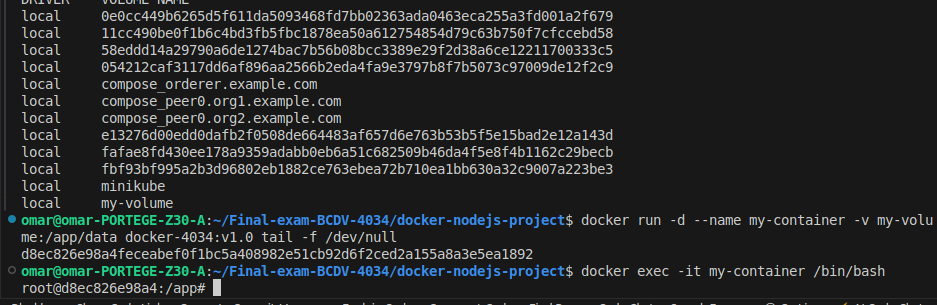 DRIVER VOLUME NAME
local 0e0cc449b6265d5f611da5093468fd7bb02363ada0463eca255a3fd001a2f679
local 11cc490be0f1b6c4bd3fb5fbc1878ea50a612754854d79c63b750f7cfccebd58
local 58eddd14a29790a6de1274bac7b56b08bcc3389e29f2d38a6ce12211700333c5
local 054212caf3117dd6af896aa2566b2eda4fa9e3797b8f7b5073c97009de12f2c9
local compose_orderer.example.com
local compose_peer0.org1.example.com
local compose_peer0.org2.example.com
local e13276d00edd0dafb2f0508de664483af657d6e763b53b5f5e15bad2e12a143d
local fafae8fd430ee178a9359adabb0eb6a51c682509b46da4f5e8f4b1162c29becb
local fbf93bf995a2b3d96802eb1882ce763ebea72b710ea1bb630a32c9007a223be3
local minikube
local my-volume
omar@omar-PORTEGE-Z30-A:~/Final-exam-BCDV-4034/docker-nodejs-project$ docker run -d --name my-container -v my-volu
me:/app/data docker-4034:v1.0 tail -f /dev/null
d8ec826e98a4feceabef0f1bc5a408982e51cb92d6f2ced2a155a8a3e5ea1892
omar@omar-PORTEGE-Z30-A:~/Final-exam-BCDV-4034/docker-nodejs-project$ docker exec -it my-container /bin/bash
root@d8ec826e98a4:/app#